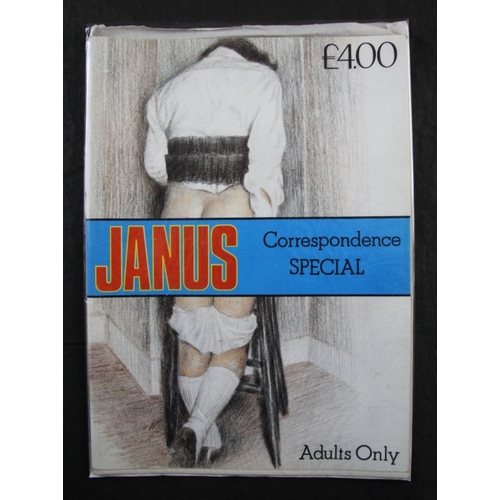 £4.00
JANUS
Correspondence
SPECIAL
Adults Only